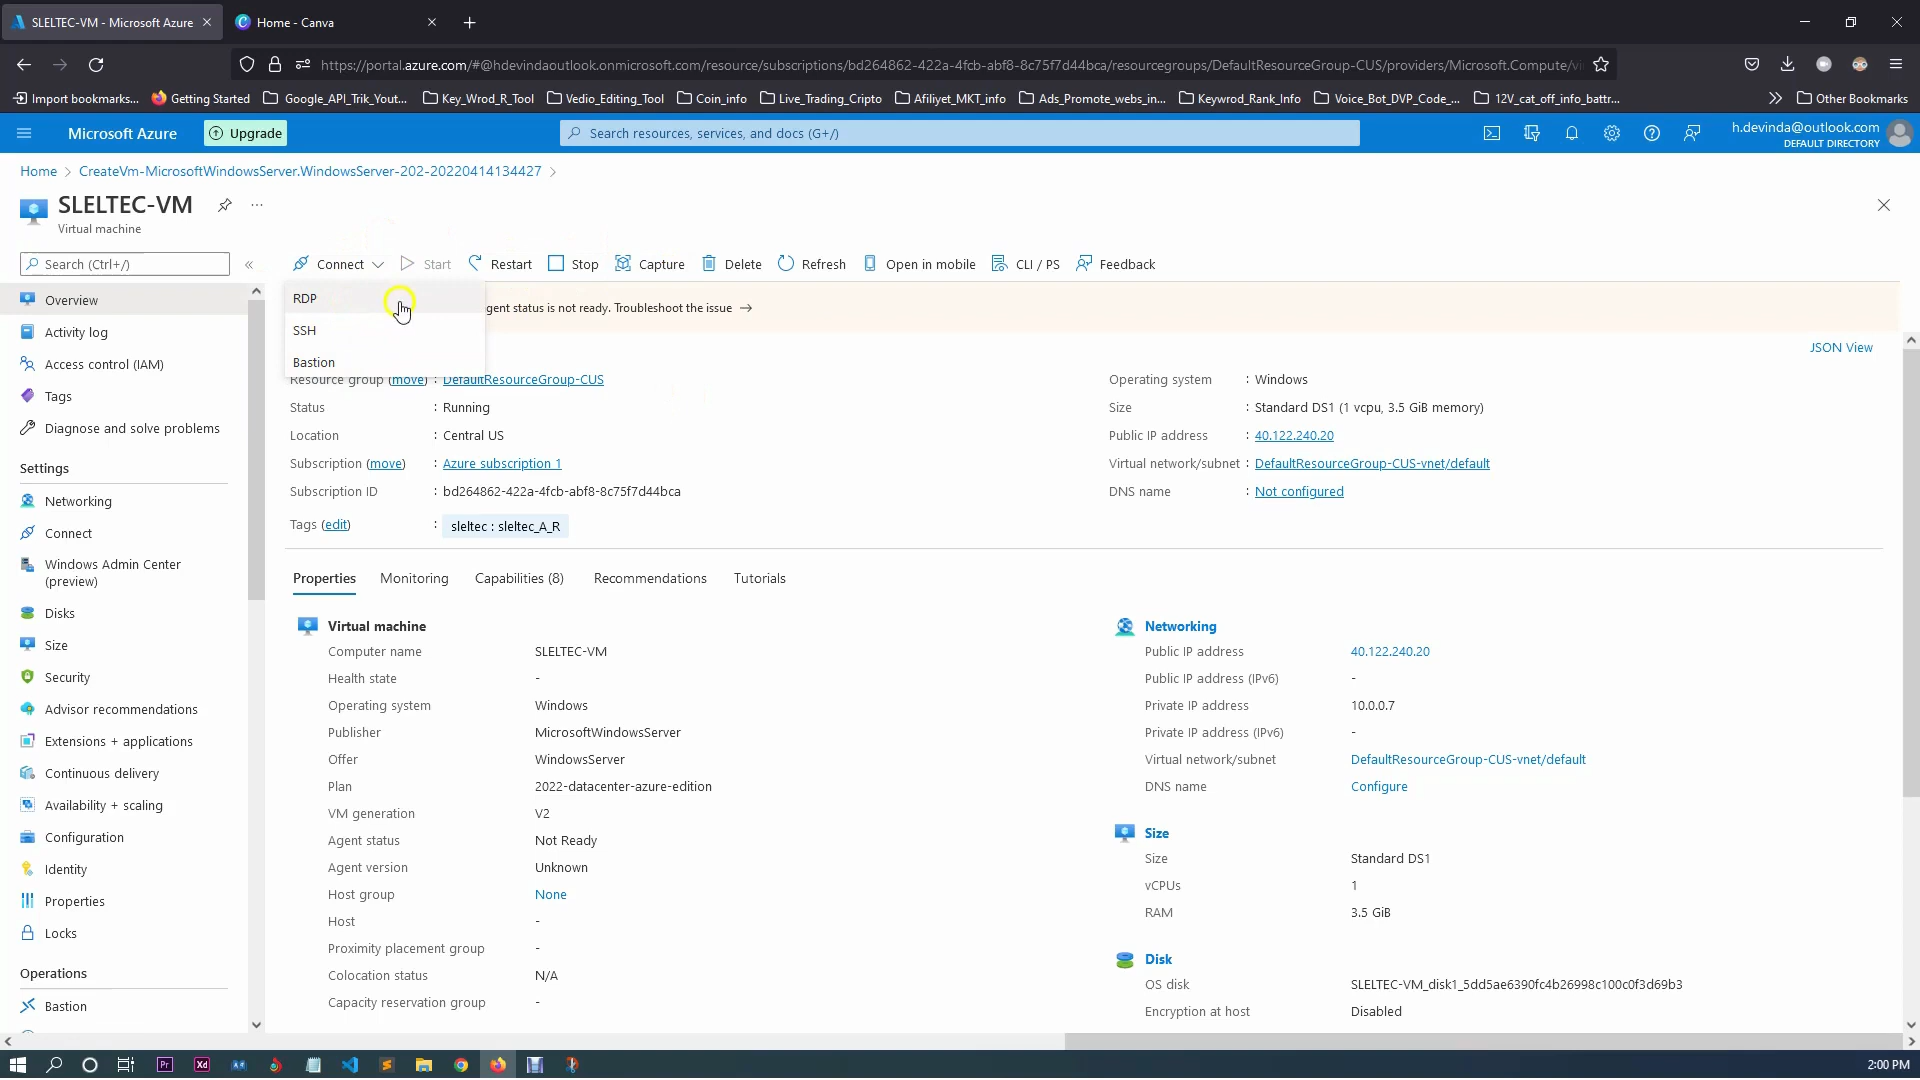 SLELTEC-VM - Microsoft Azure
Home - Canva
https://portal.azure.com/#@hdevindaoutlook.onmicrosoft.com/resource/subscriptions/bd264862-422a-4fcb-abf8-8c75f7d44bca/resourcegroups/DefaultResourceGroup-CUS/providers/Microsoft.Compute/vi
Import bookmarks...
Getting Started
Google_API_Trik_Yout...
Key_Wrod_R_Tool
Vedio_Editing_Tool
Coin_info
Live_Trading_Cripto
Afiliyet_MKT_info
Ads_Promote_webs_in...
Keywrod_Rank_Info
Voice_Bot_DVP_Code_...
12V_cat_off_info_battr...
Other Bookmarks
Microsoft Azure
Upgrade
Search resources, services, and docs (G+/)
h.devinda@outlook.com
DEFAULT DIRECTORY
Home > CreateVm-MicrosoftWindowsServer.WindowsServer-202-20220414134427 >
SLELTEC-VM
Virtual machine
Search (Ctrl+/)
Connect
Start
Restart
Stop
Capture
Delete
Refresh
Open in mobile
CLI / PS
Feedback
RDP
SSH
Bastion
gent status is not ready. Troubleshoot the issue →
JSON View
Overview
Activity log
Access control (IAM)
Tags
Diagnose and solve problems
Settings
Networking
Connect
Windows Admin Center
(preview)
Disks
Size
Security
Advisor recommendations
Extensions + applications
Continuous delivery
Availability + scaling
Configuration
Identity
Properties
Locks
Operations
Bastion
Resource group (move) : DefaultResourceGroup-CUS
Status : Running
Location : Central US
Subscription (move) : Azure subscription 1
Subscription ID : bd264862-422a-4fcb-abf8-8c75f7d44bca
Tags (edit) : sleltec : sleltec_A_R
Operating system : Windows
Size : Standard DS1 (1 vcpu, 3.5 GiB memory)
Public IP address : 40.122.240.20
Virtual network/subnet : DefaultResourceGroup-CUS-vnet/default
DNS name : Not configured
Properties
Monitoring
Capabilities (8)
Recommendations
Tutorials
Virtual machine
Computer name SLELTEC-VM
Health state -
Operating system Windows
Publisher MicrosoftWindowsServer
Offer WindowsServer
Plan 2022-datacenter-azure-edition
VM generation V2
Agent status Not Ready
Agent version Unknown
Host group None
Host -
Proximity placement group -
Colocation status N/A
Capacity reservation group -
Networking
Public IP address 40.122.240.20
Public IP address (IPv6) -
Private IP address 10.0.0.7
Private IP address (IPv6) -
Virtual network/subnet DefaultResourceGroup-CUS-vnet/default
DNS name Configure
Size
Size Standard DS1
vCPUs 1
RAM 3.5 GiB
Disk
OS disk SLELTEC-VM_disk1_5dd5ae6390fc4b26998c100c0f3d69b3
Encryption at host Disabled
Pr
Xd
2:00 PM